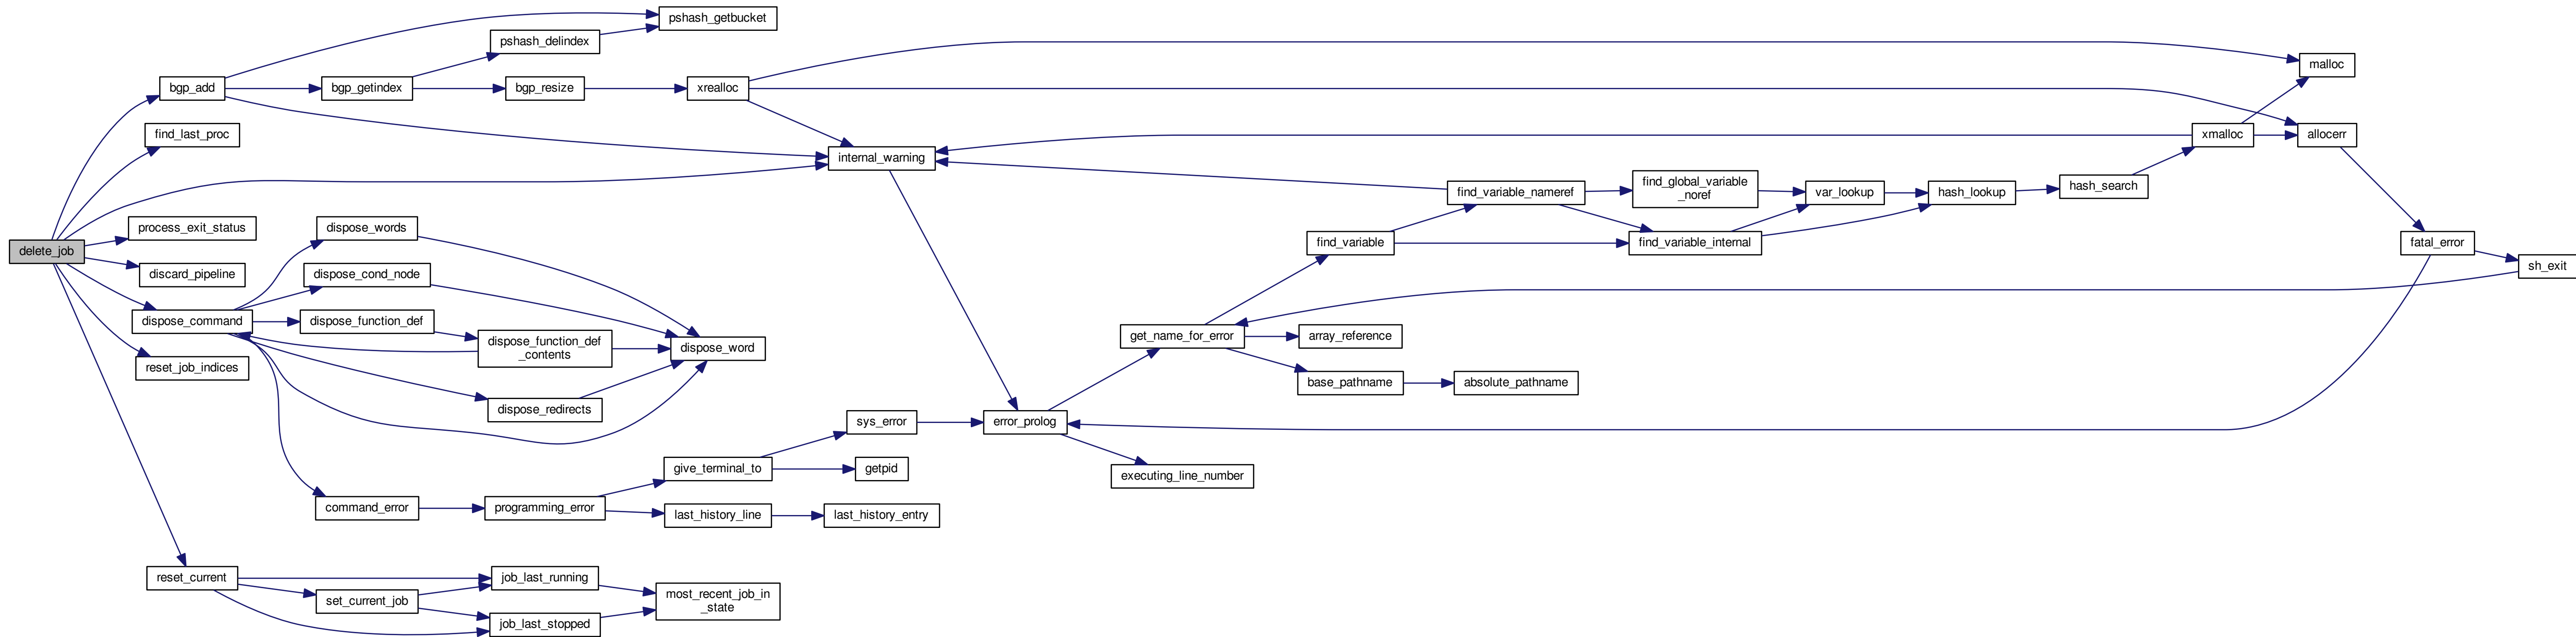 delete_job
bgp_add
find_last_proc
process_exit_status
discard_pipeline
dispose_command
reset_job_indices
reset_current
bgp_getindex
dispose_words
dispose_cond_node
dispose_function_def
command_error
set_current_job
pshash_delindex
bgp_resize
dispose_function_def
_contents
dispose_redirects
programming_error
job_last_running
job_last_stopped
pshash_getbucket
xrealloc
dispose_word
give_terminal_to
last_history_line
most_recent_job_in
_state
internal_warning
sys_error
getpid
last_history_entry
error_prolog
get_name_for_error
executing_line_number
find_variable
array_reference
base_pathname
find_variable_nameref
absolute_pathname
find_global_variable
_noref
find_variable_internal
var_lookup
hash_lookup
hash_search
xmalloc
malloc
allocerr
fatal_error
sh_exit